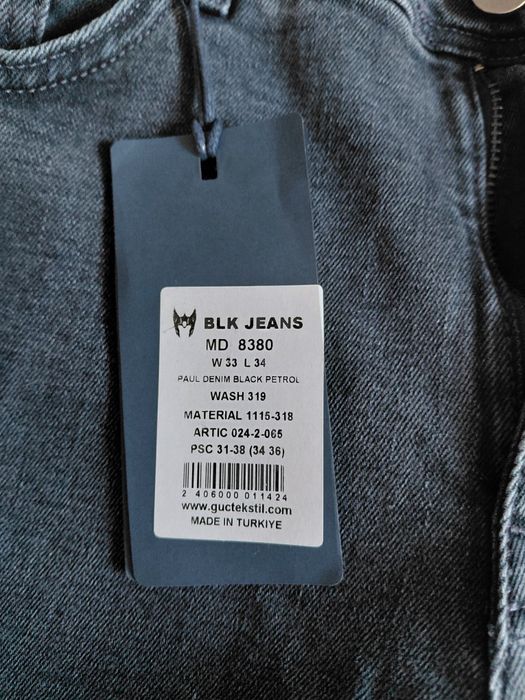 BLK JEANS
MD 8380
W 33 L 34
PAUL DENIM BLACK PETROL
WASH 319
MATERIAL 1115-318
ARTIC 024-2-065
PSC 31-38 (34 36)
2 406000 011424
www.guctekstil.com
MADE IN TURKIYE